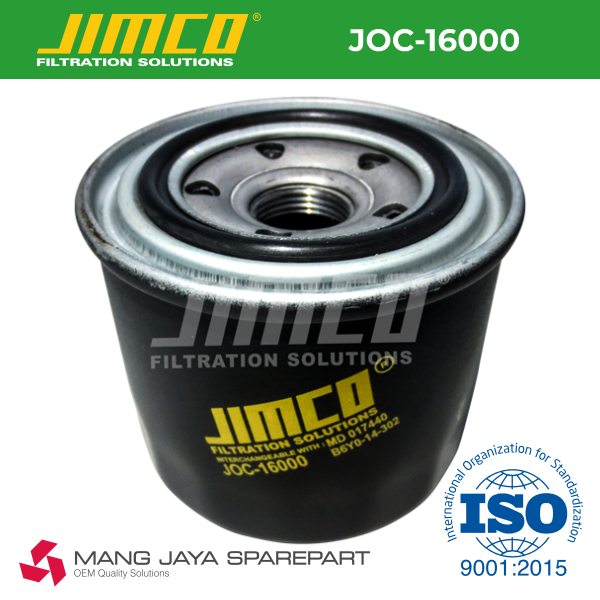 JIMCO®
FILTRATION SOLUTIONS
JOC-16000
JIMCO
FILTRATION SOLUTIONS
JIMCO®
FILTRATION SOLUTIONS
INTERCHANGEABLE WITH : MD 017440
B6Y0-14-302
JOC-16000
International Organization for Standardization
ISO
9001:2015
MANG JAYA SPAREPART
OEM Quality Solutions